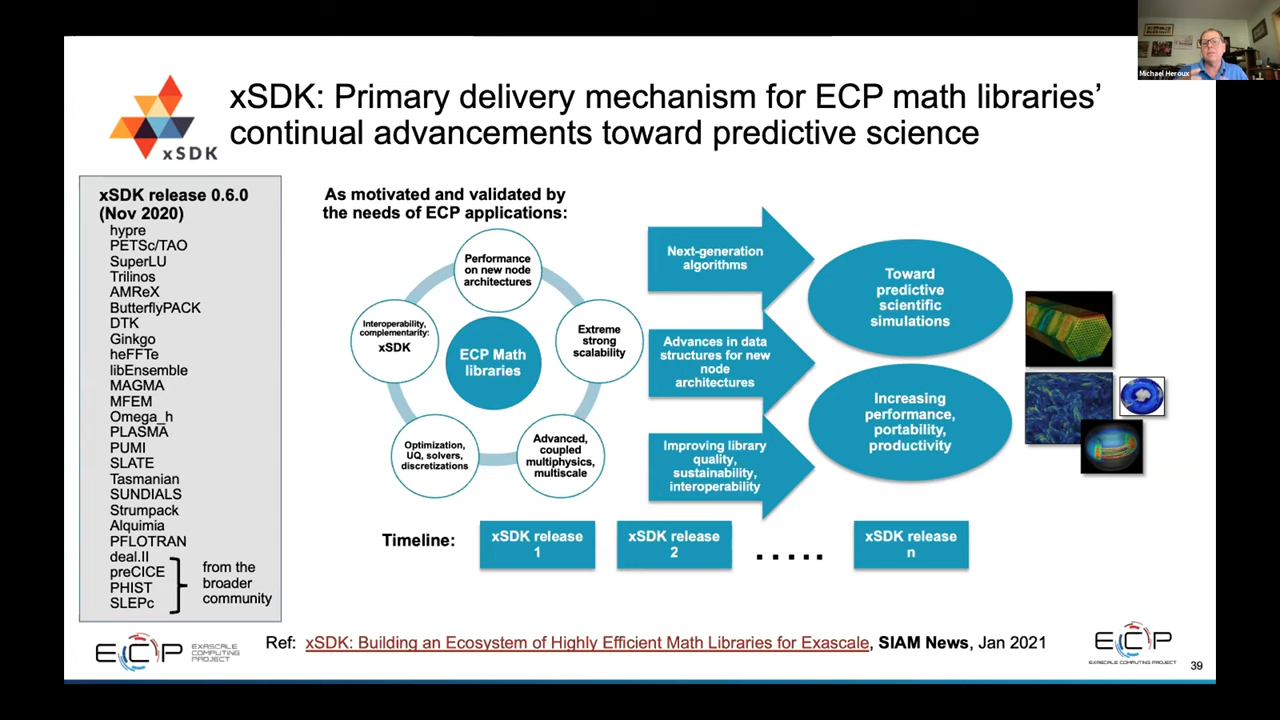 Michael Heroux
xSDK: Primary delivery mechanism for ECP math libraries’
continual advancements toward predictive science
xSDK
xSDK release 0.6.0
(Nov 2020)
hypre
PETSc/TAO
SuperLU
Trilinos
AMReX
ButterflyPACK
DTK
Ginkgo
heFFTe
libEnsemble
MAGMA
MFEM
Omega_h
PLASMA
PUMI
SLATE
Tasmanian
SUNDIALS
Strumpack
Alquimia
PFLOTRAN
deal.II
preCICE
PHIST
SLEPc
from the
broader
community
As motivated and validated by
the needs of ECP applications:
Performance
on new node
architectures
Interoperability,
complementarity:
xSDK
ECP Math
libraries
Extreme
strong
scalability
Optimization,
UQ, solvers,
discretizations
Advanced,
coupled
multiphysics,
multiscale
Next-generation
algorithms
Advances in data
structures for new
node
architectures
Improving library
quality,
sustainability,
interoperability
Toward
predictive
scientific
simulations
Increasing
performance,
portability,
productivity
Timeline:
xSDK release
1
xSDK release
2
. . . . .
xSDK release
n
ECP
EXASCALE
COMPUTING
PROJECT
Ref: xSDK: Building an Ecosystem of Highly Efficient Math Libraries for Exascale, SIAM News, Jan 2021
ECP
EXASCALE COMPUTING PROJECT
39